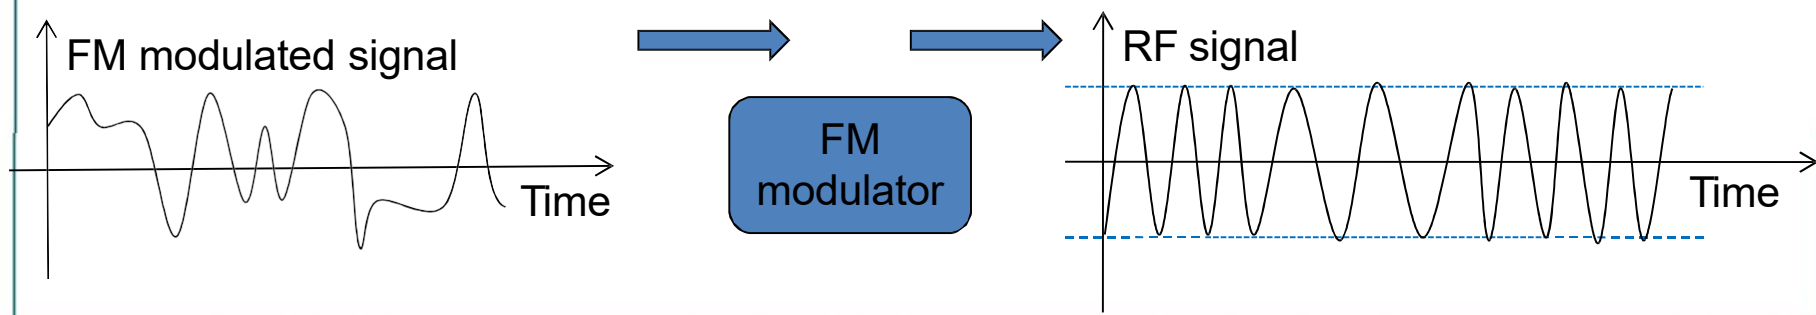 FM modulated signal
Time
FM
modulator
RF signal
Time